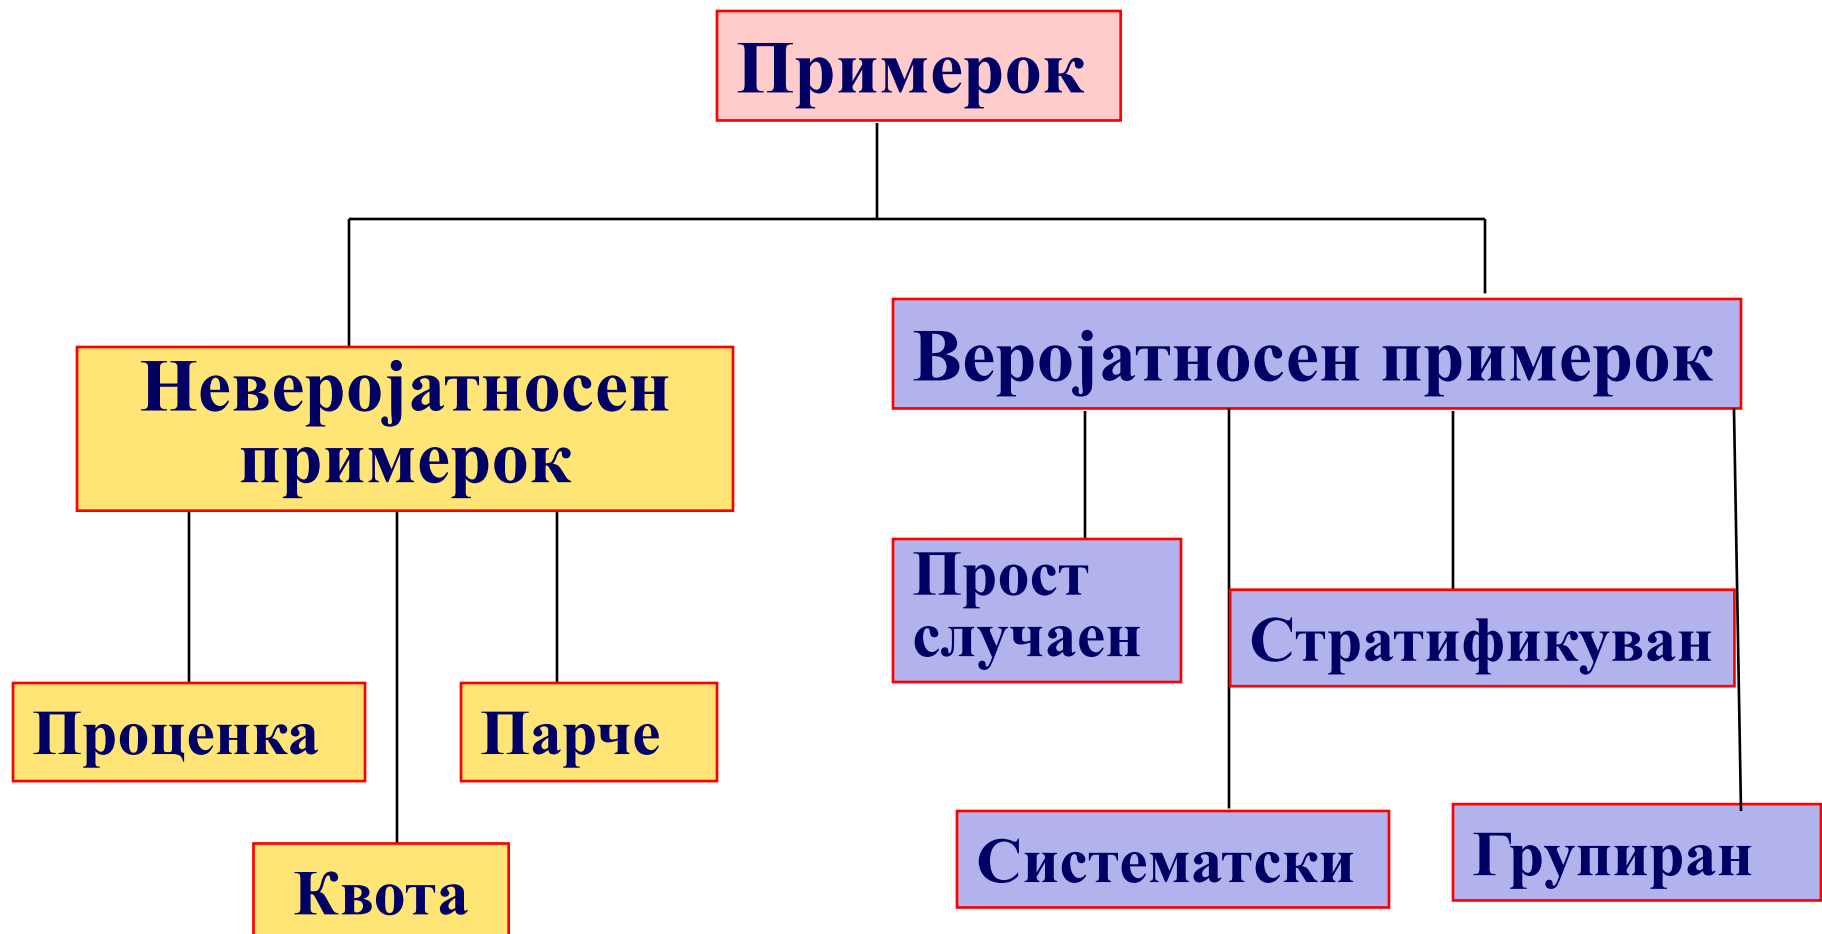 Примерок
Неверојатносен
примерок
Веројатносен примерок
Проценка
Квота
Парче
Прост
случаен
Систематски
Стратификуван
Групиран